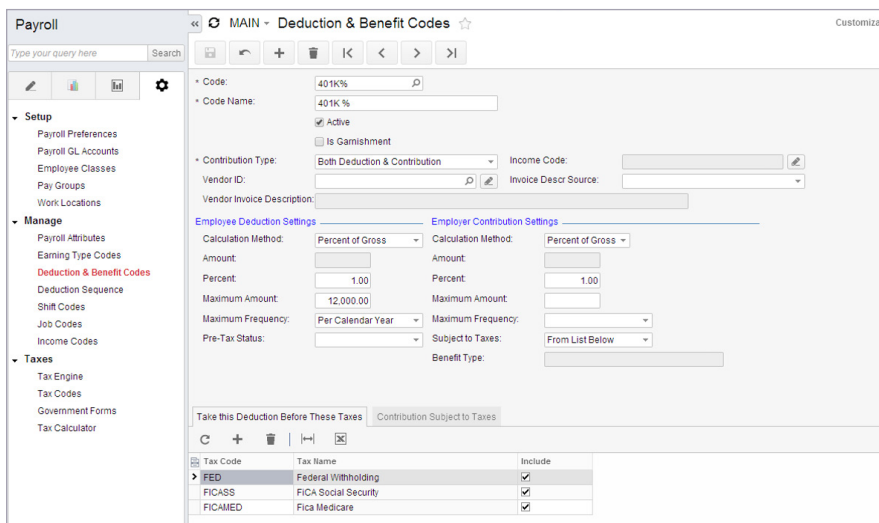 Payroll
Type your query here Search
Setup
Payroll Preferences
Payroll GL Accounts
Employee Classes
Pay Groups
Work Locations
Manage
Payroll Attributes
Earning Type Codes
Deduction & Benefit Codes
Deduction Sequence
Shift Codes
Job Codes
Income Codes
Taxes
Tax Engine
Tax Codes
Government Forms
Tax Calculator
MAIN Deduction & Benefit Codes Customiza
* Code: 401K%
* Code Name: 401K %
Active
Is Garnishment
* Contribution Type: Both Deduction & Contribution Income Code:
Vendor ID: Invoice Descr Source:
Vendor Invoice Description:
Employee Deduction Settings Employer Contribution Settings
Calculation Method: Percent of Gross Calculation Method: Percent of Gross
Amount: Amount:
Percent: 1.00 Percent: 1.00
Maximum Amount: 12,000.00 Maximum Amount:
Maximum Frequency: Per Calendar Year Maximum Frequency:
Pre-Tax Status: Subject to Taxes: From List Below
Benefit Type:
Take this Deduction Before These Taxes Contribution Subject to Taxes
Tax Code Tax Name Include
FED Federal Withholding
FICASS FiCA Social Security
FICAMED Fica Medicare